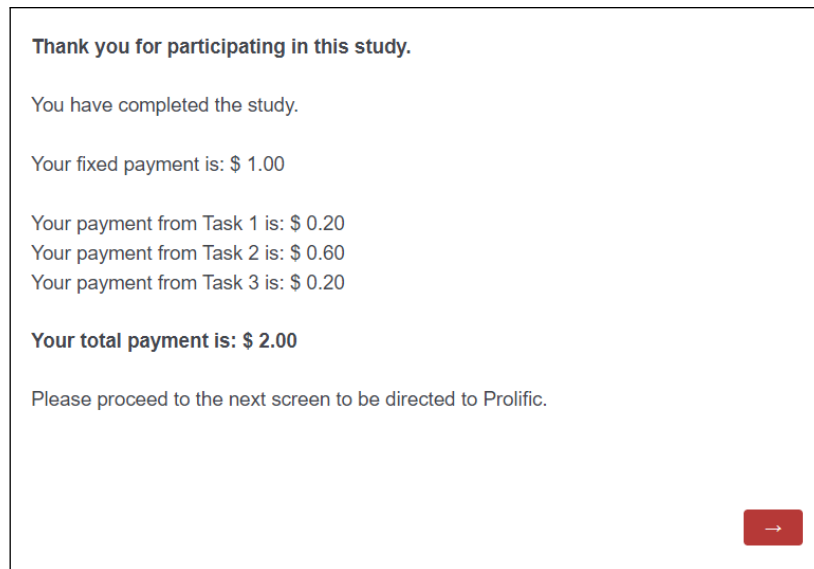 Thank you for participating in this study.
You have completed the study.
Your fixed payment is: $ 1.00
Your payment from Task 1 is: $ 0.20
Your payment from Task 2 is: $ 0.60
Your payment from Task 3 is: $ 0.20
Your total payment is: $ 2.00
Please proceed to the next screen to be directed to Prolific.
→